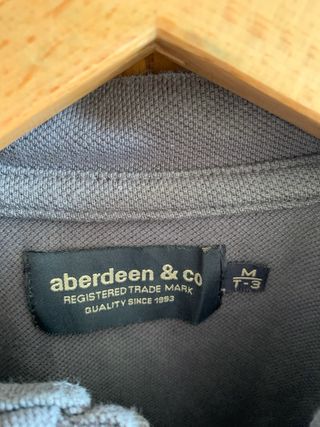 aberdeen & co
REGISTERED TRADE MARK
QUALITY SINCE 1993
M
T-3